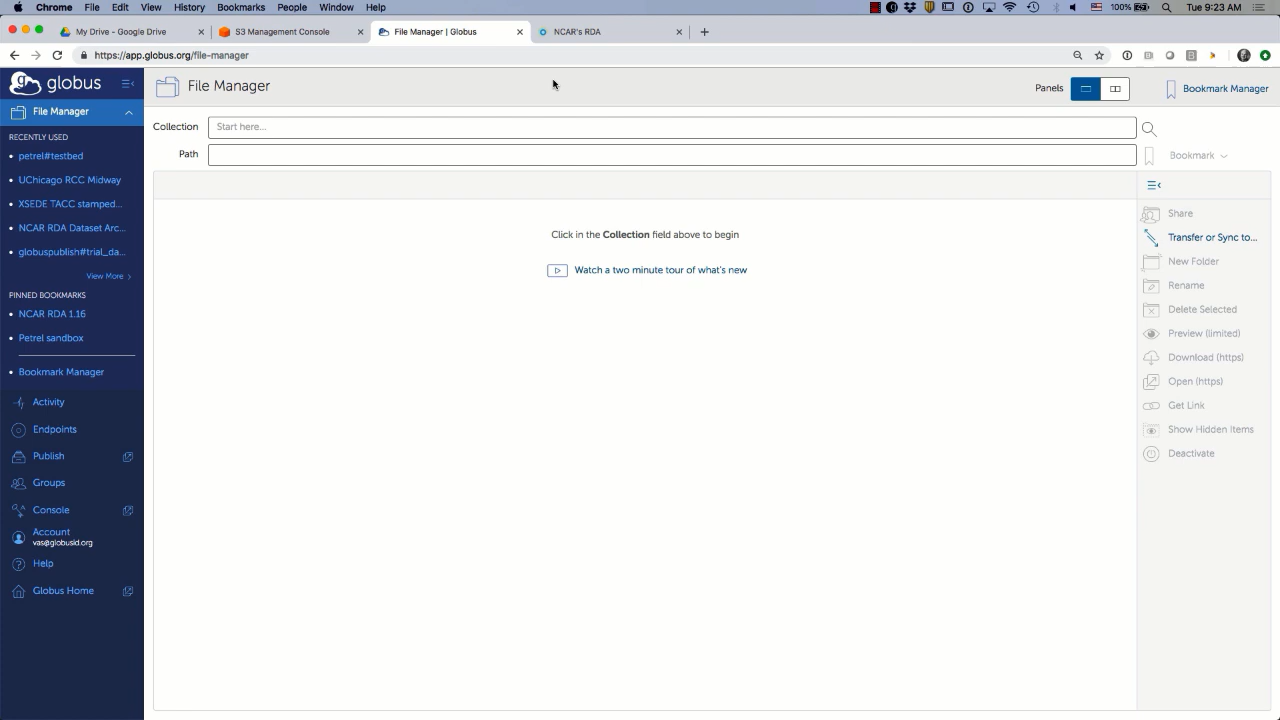 Chrome File Edit View History Bookmarks People Window Help
100% Tue 9:23 AM
My Drive - Google Drive
S3 Management Console
File Manager | Globus
NCAR's RDA
https://app.globus.org/file-manager
globus
File Manager
Panels
Bookmark Manager
File Manager
RECENTLY USED
petrel#testbed
UChicago RCC Midway
XSEDE TACC stamped...
NCAR RDA Dataset Arc...
globuspublish#trial_da...
View More
PINNED BOOKMARKS
NCAR RDA 1.16
Petrel sandbox
Bookmark Manager
Activity
Endpoints
Publish
Groups
Console
Account
vas@globusid.org
Help
Globus Home
Collection
Start here...
Path
Bookmark
Click in the Collection field above to begin
Watch a two minute tour of what's new
Share
Transfer or Sync to...
New Folder
Rename
Delete Selected
Preview (limited)
Download (https)
Open (https)
Get Link
Show Hidden Items
Deactivate